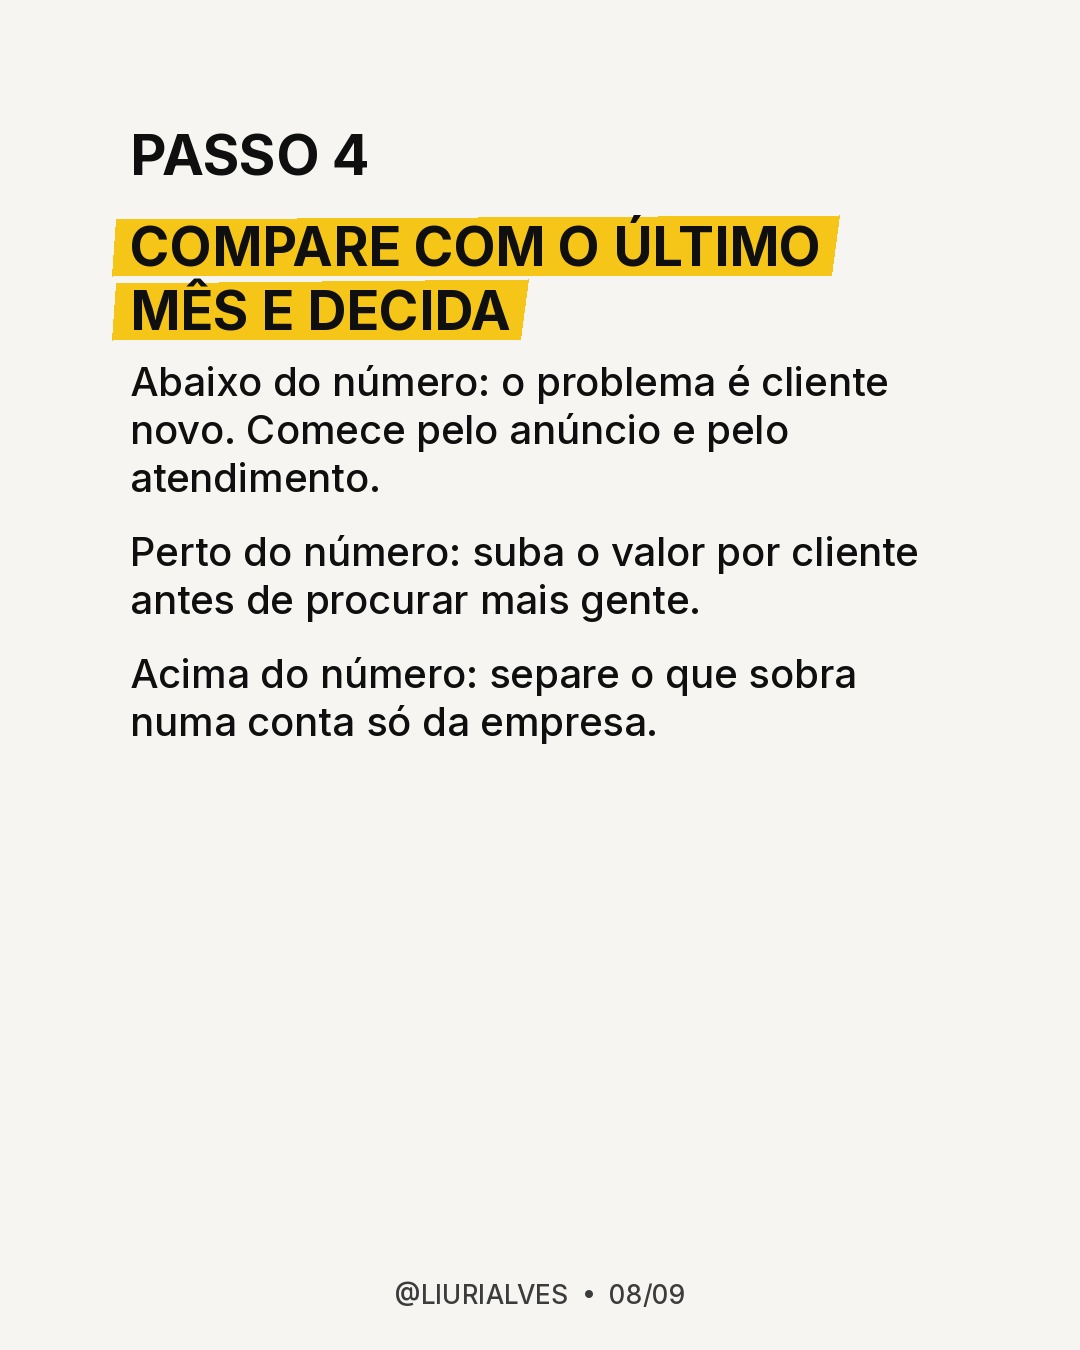 PASSO 4
COMPARE COM O ÚLTIMO
MÊS E DECIDA
Abaixo do número: o problema é cliente
novo. Comece pelo anúncio e pelo
atendimento.
Perto do número: suba o valor por cliente
antes de procurar mais gente.
Acima do número: separe o que sobra
numa conta só da empresa.
@LIURIALVES • 08/09